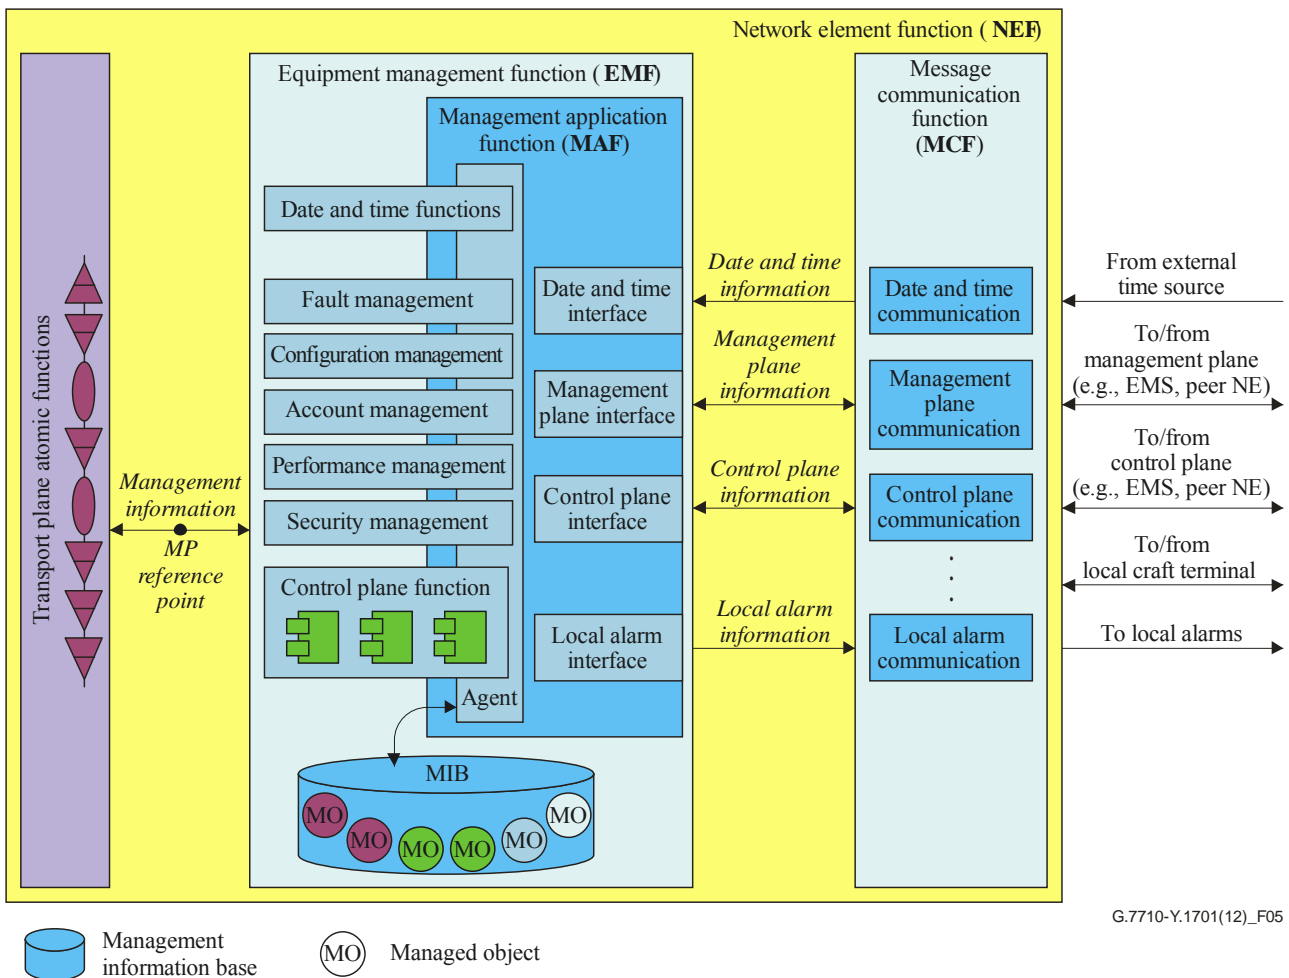 Network element function ( NEF)
Equipment management function ( EMF)
Message
communication
function
(MCF)
Management application
function (MAF)
Transport plane atomic functions
Date and time functions
Fault management
Configuration management
Account management
Performance management
Security management
Control plane function
Agent
Date and time
interface
Management
plane interface
Control plane
interface
Local alarm
interface
Date and time
information
Management
plane
information
Control plane
information
Local alarm
information
Date and time
communication
Management
plane
communication
Control plane
communication
Local alarm
communication
From external
time source
To/from
management plane
(e.g., EMS, peer NE)
To/from
control plane
(e.g., EMS, peer NE)
To/from
local craft terminal
To local alarms
Management
information
MP
reference
point
MIB
MO
MO
MO
MO
MO
MO
G.7710-Y.1701(12)_F05
Management
information base
MO
Managed object